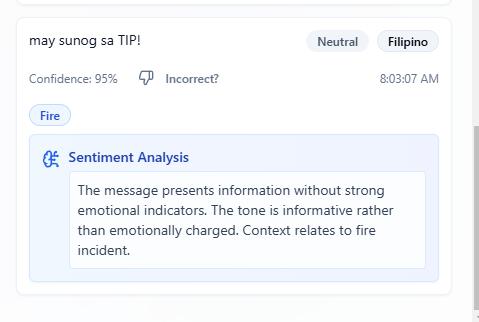 may sunog sa TIP!
Neutral
Filipino
Confidence: 95%
Incorrect?
8:03:07 AM
Fire
Sentiment Analysis
The message presents information without strong
emotional indicators. The tone is informative rather
than emotionally charged. Context relates to fire
incident.